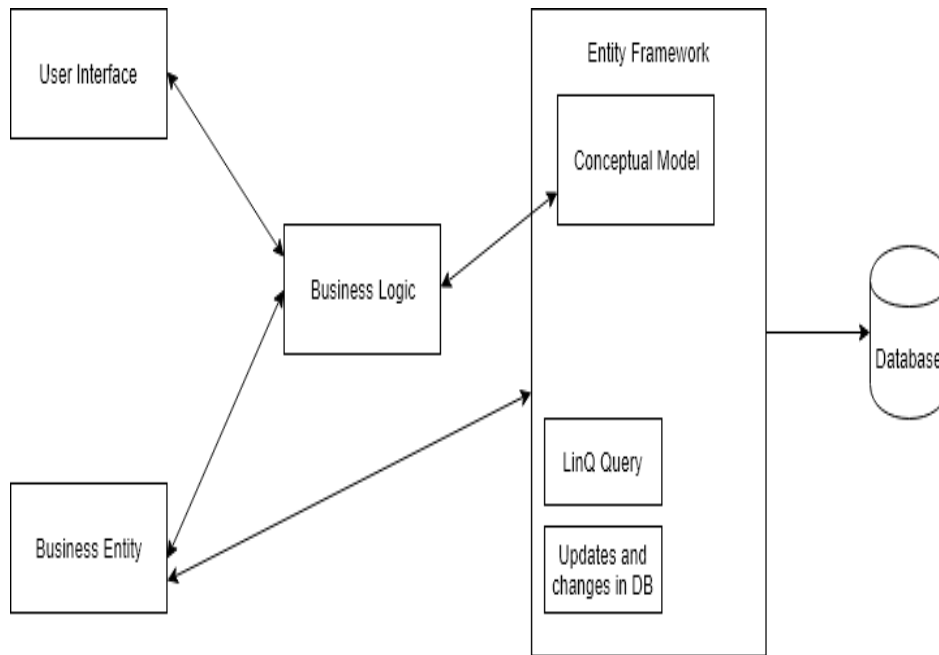 User Interface
Entity Framework
Conceptual Model
Business Logic
Database
LinQ Query
Business Entity
Updates and
changes in DB